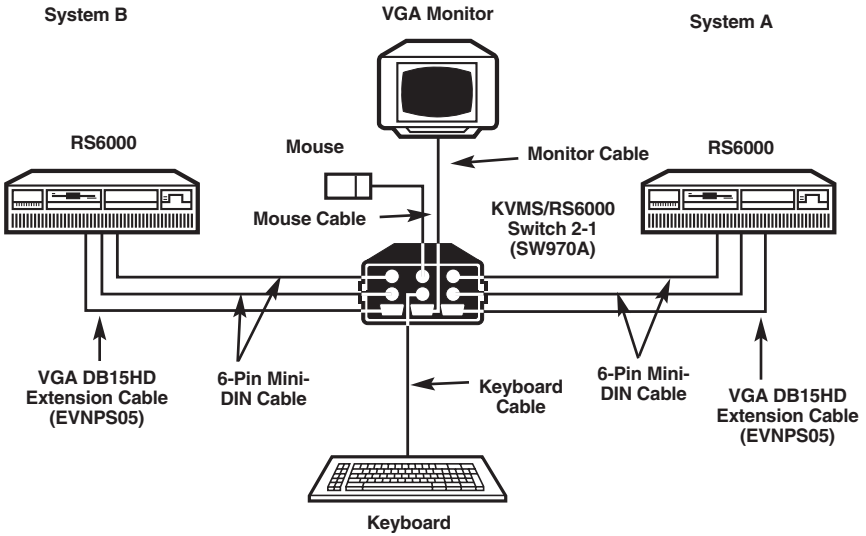 System B
VGA Monitor
System A
RS6000
Mouse
Monitor Cable
RS6000
Mouse Cable
KVMS/RS6000
Switch 2-1
(SW970A)
VGA DB15HD
Extension Cable
(EVNPS05)
6-Pin Mini-
DIN Cable
Keyboard
Cable
6-Pin Mini-
DIN Cable
VGA DB15HD
Extension Cable
(EVNPS05)
Keyboard